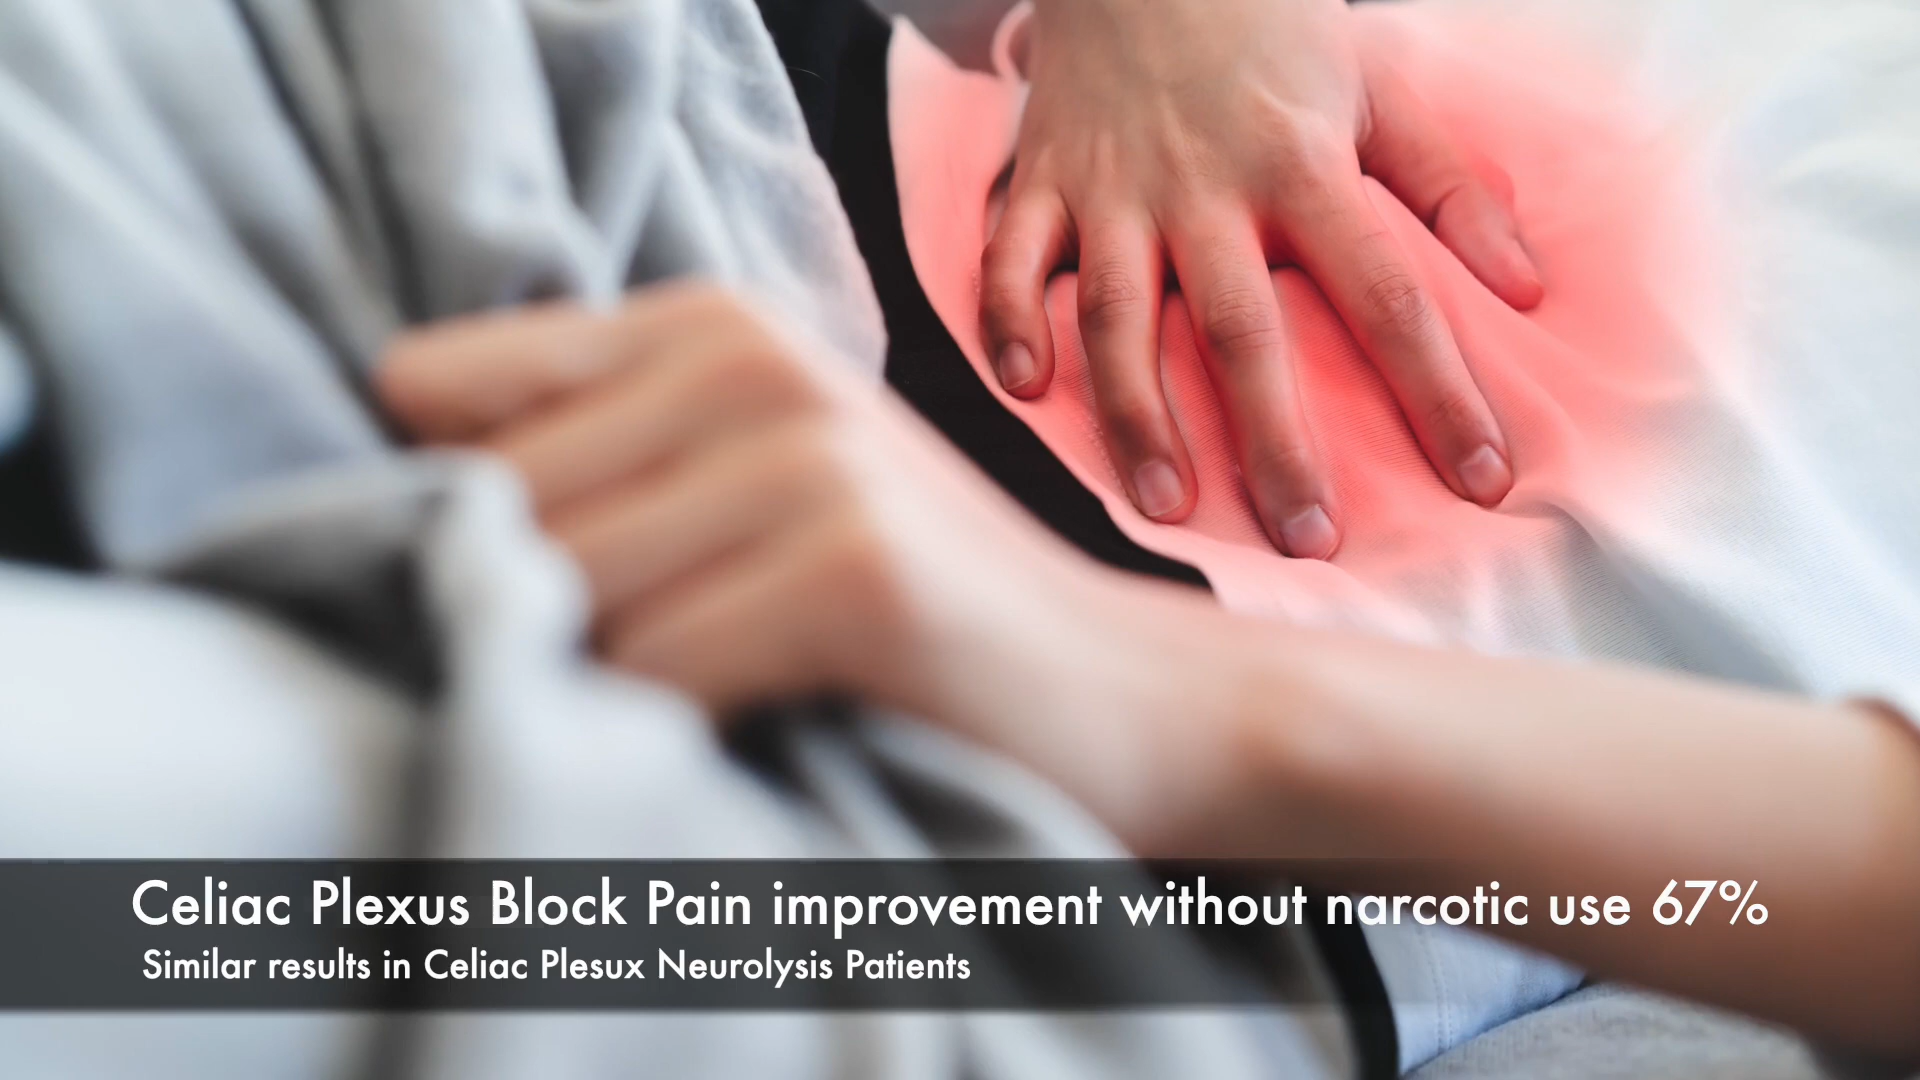 Celiac Plexus Block Pain improvement without narcotic use 67%
Similar results in Celiac Plesux Neurolysis Patients